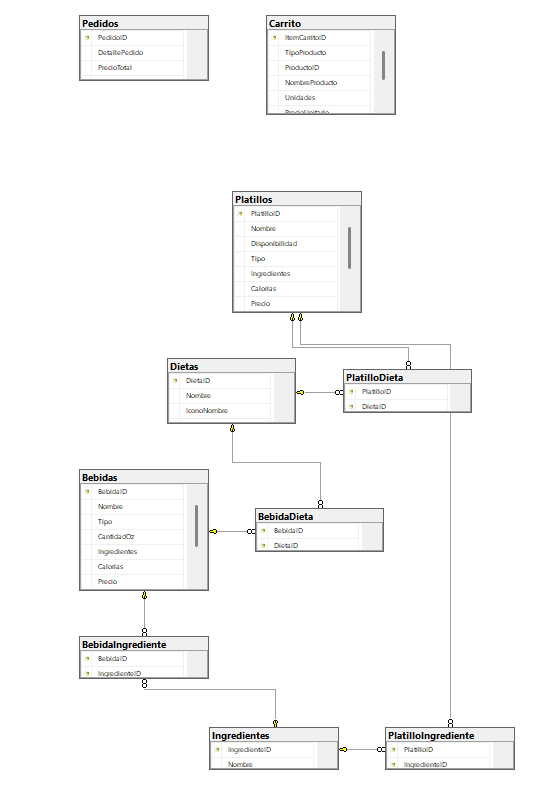 Pedidos
PedidoID
DetallePedido
PrecioTotal
Carrito
ItemCarritoID
TipoProducto
ProductoID
NombreProducto
Unidades
PrecioUnitario
Platillos
PlatilloID
Nombre
Disponibilidad
Tipo
Ingredientes
Calorias
Precio
Dietas
DietaID
Nombre
IconoNombre
PlatilloDieta
PlatilloID
DietaID
Bebidas
BebidaID
Nombre
Tipo
CantidadOz
Ingredientes
Calorias
Precio
BebidaDieta
BebidaID
DietaID
BebidaIngrediente
BebidaID
IngredienteID
Ingredientes
IngredienteID
Nombre
PlatilloIngrediente
PlatilloID
IngredienteID